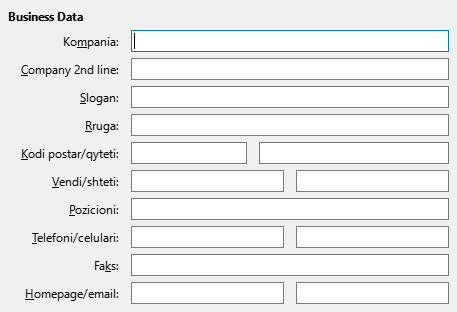 Business Data
Kompania:
Company 2nd line:
Slogan:
Rruga:
Kodi postar/qyteti:
Vendi/shteti:
Pozicioni:
Telefoni/celulari:
Faks:
Homepage/email: